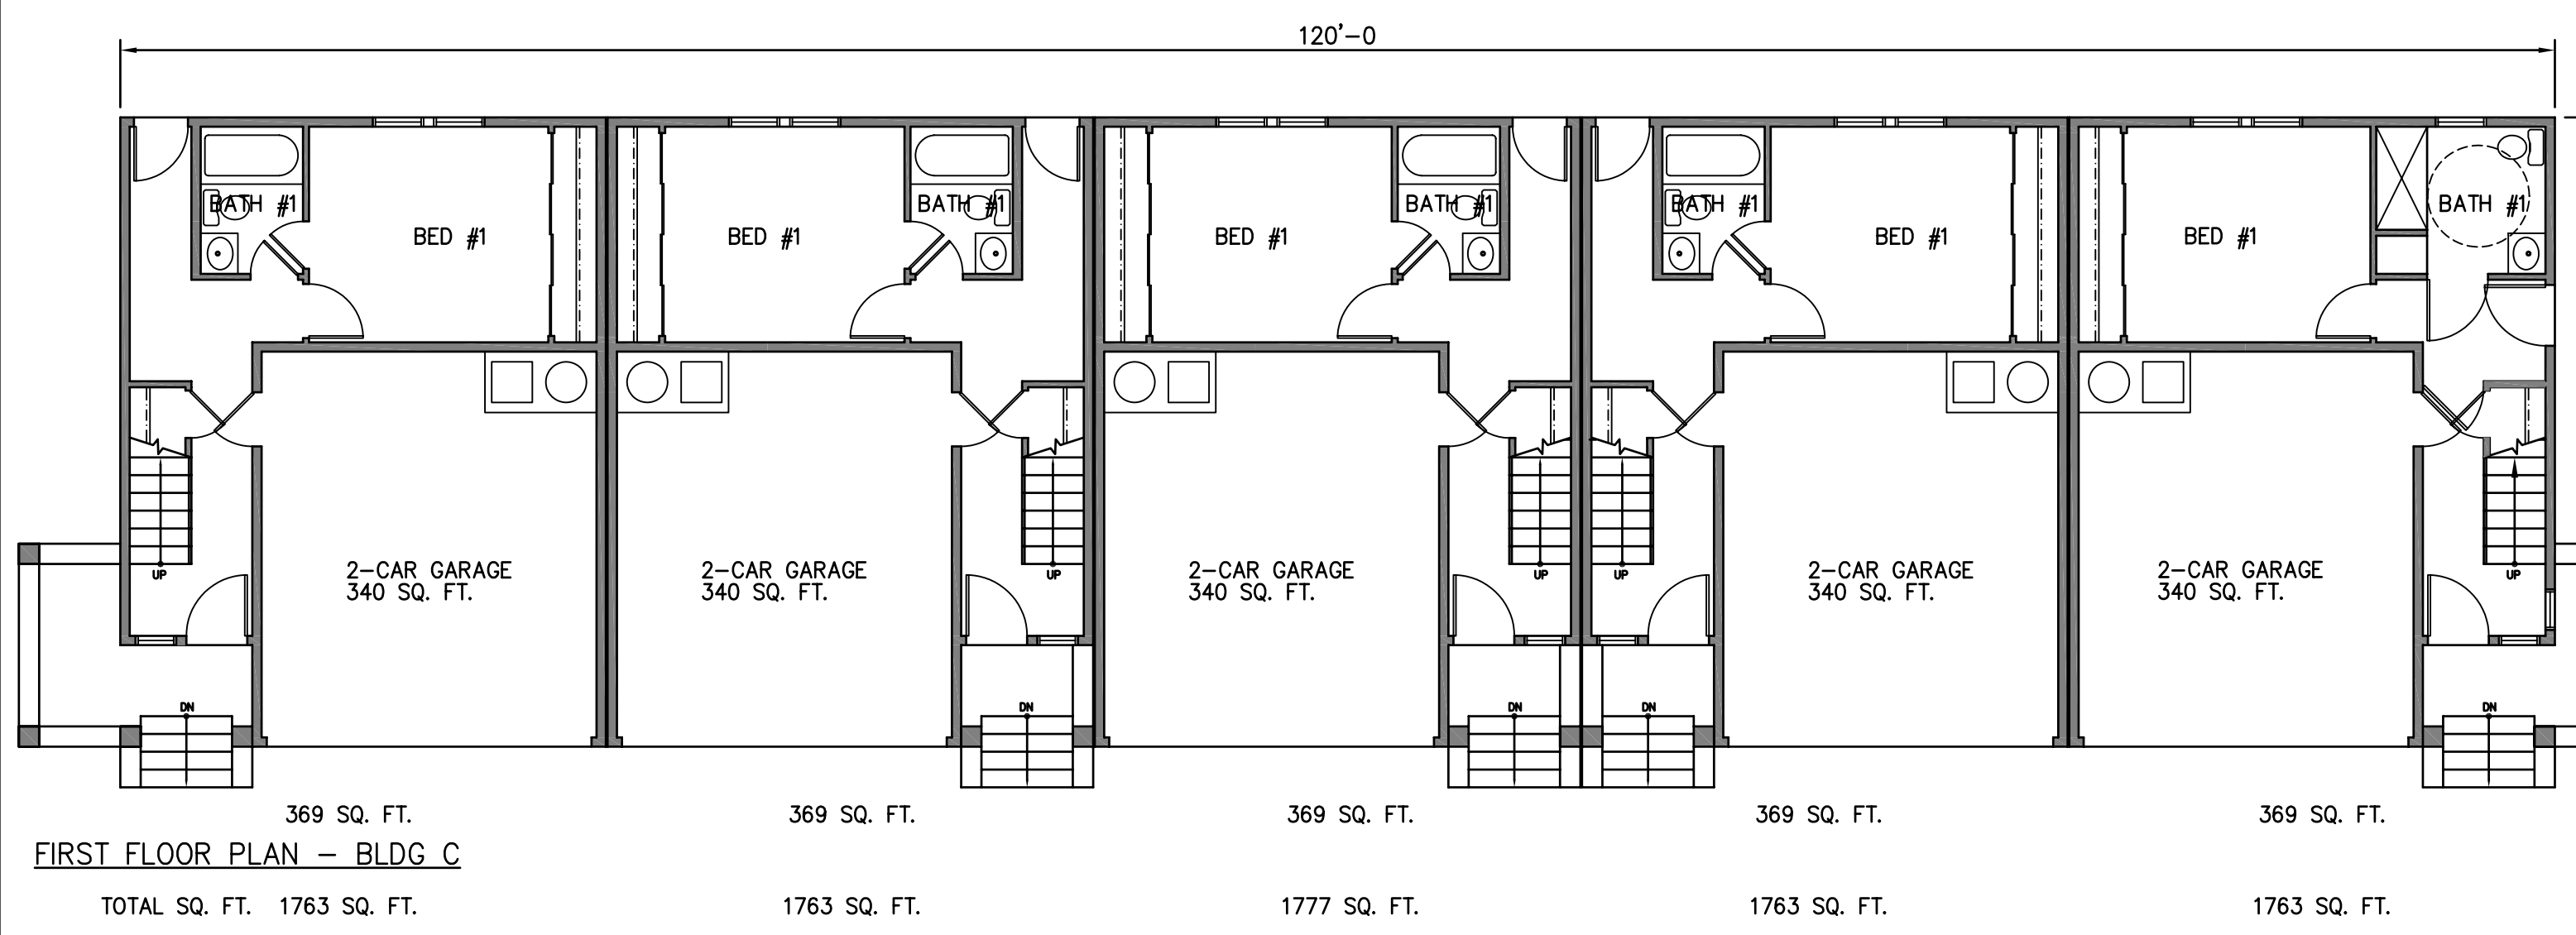 120'-0
BATH #1
BED #1
BED #1
BATH #1
BED #1
BATH #1
BATH #1
BED #1
BED #1
BATH #1
2-CAR GARAGE
340 SQ. FT.
2-CAR GARAGE
340 SQ. FT.
2-CAR GARAGE
340 SQ. FT.
2-CAR GARAGE
340 SQ. FT.
2-CAR GARAGE
340 SQ. FT.
UP
UP
UP
UP
UP
DN
DN
DN
DN
DN
369 SQ. FT.
369 SQ. FT.
369 SQ. FT.
369 SQ. FT.
369 SQ. FT.
FIRST FLOOR PLAN - BLDG C
TOTAL SQ. FT. 1763 SQ. FT.
1763 SQ. FT.
1777 SQ. FT.
1763 SQ. FT.
1763 SQ. FT.